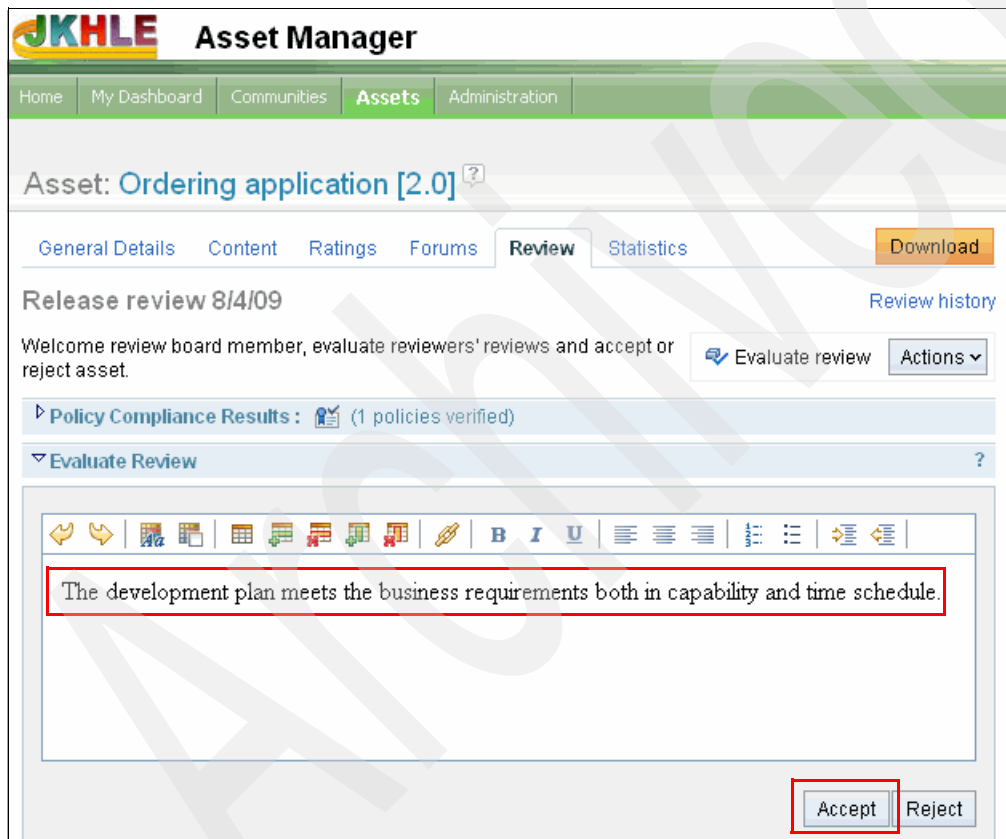 JKHLE Asset Manager
Home My Dashboard Communities Assets Administration
Asset: Ordering application [2.0] ?
General Details Content Ratings Forums Review Statistics Download
Release review 8/4/09 Review history
Welcome review board member, evaluate reviewers' reviews and accept or
reject asset.
Evaluate review Actions
Policy Compliance Results : (1 policies verified)
Evaluate Review ?
B I U
The development plan meets the business requirements both in capability and time schedule.
Accept Reject
Archived